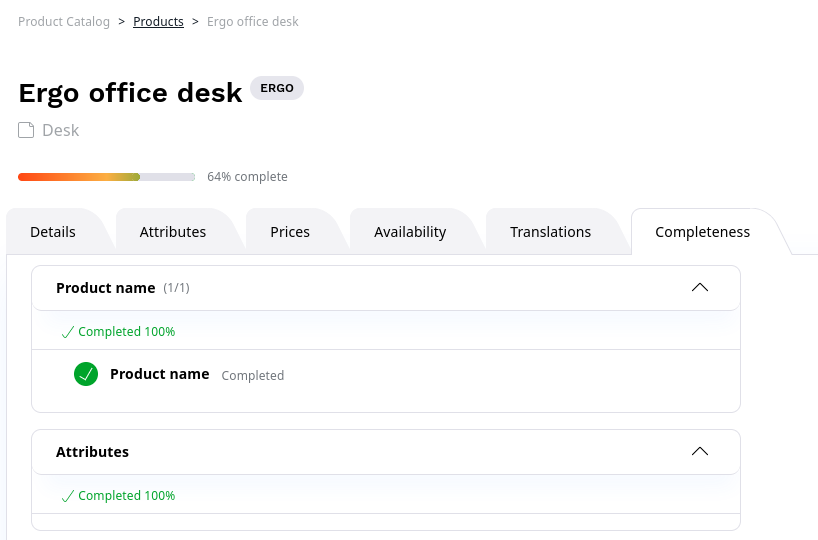 Product Catalog > Products > Ergo office desk
Ergo office desk ERGO
Desk
64% complete
Details Attributes Prices Availability Translations Completeness
Product name (1/1)
Completed 100%
Product name Completed
Attributes
Completed 100%